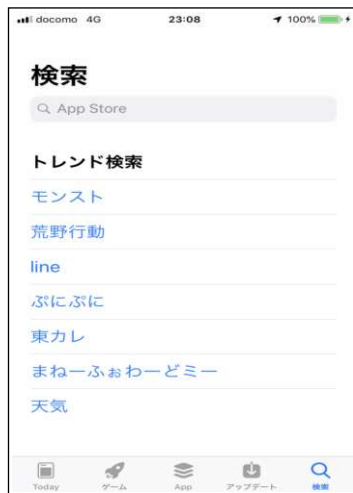 docomo 4G 23:08 100%
検索
App Store
トレンド検索
モンスト
荒野行動
line
ぷにぷに
東カレ
まねーふぉわーどミー
天気
Today ゲーム App アップデート 検索